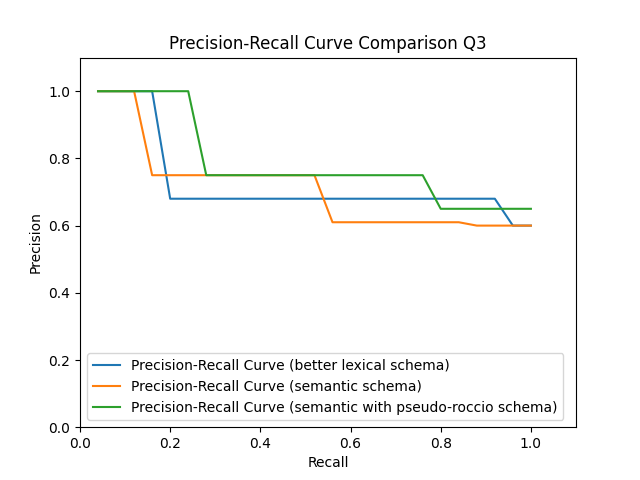 Precision-Recall Curve Comparison Q3
Precision
1.0
0.8
0.6
0.4
0.2
0.0
Precision-Recall Curve (better lexical schema)
Precision-Recall Curve (semantic schema)
Precision-Recall Curve (semantic with pseudo-roccio schema)
0.0 0.2 0.4 0.6 0.8 1.0
Recall